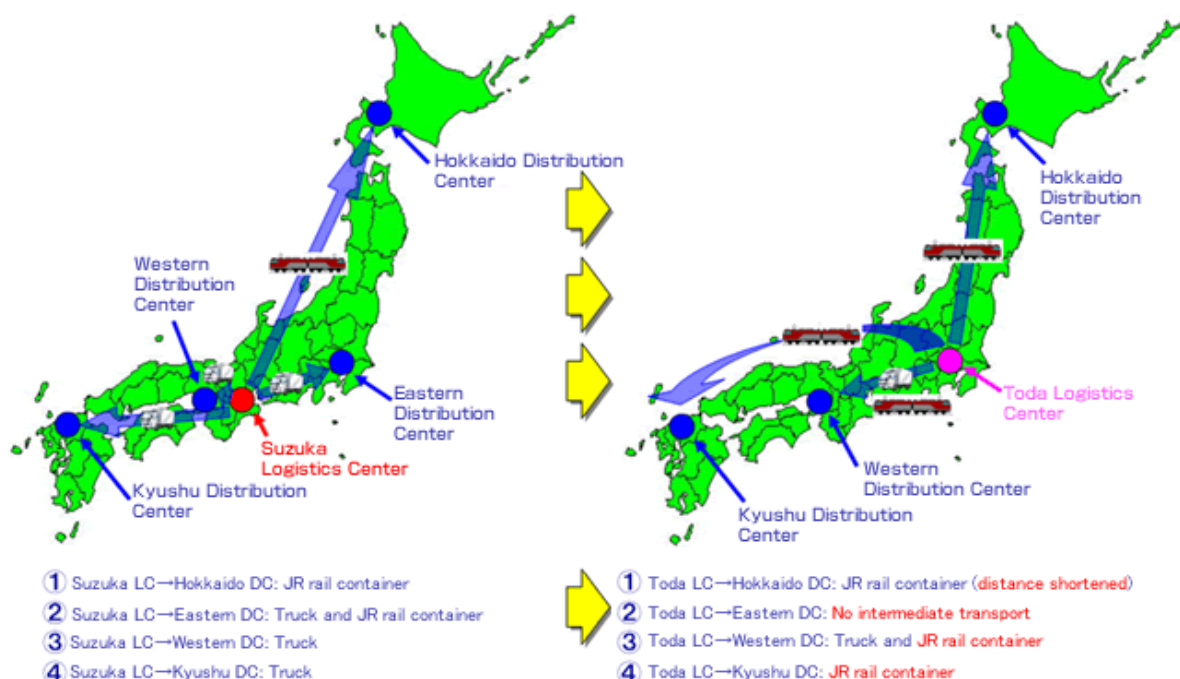 Hokkaido Distribution
Center
Western
Distribution
Center
Eastern
Distribution
Center
Suzuka
Logistics Center
Kyushu Distribution
Center
Hokkaido
Distribution
Center
Toda Logistics
Center
Western
Distribution Center
Kyushu Distribution
Center
① Suzuka LC→Hokkaido DC: JR rail container
② Suzuka LC→Eastern DC: Truck and JR rail container
③ Suzuka LC→Western DC: Truck
④ Suzuka LC→Kyushu DC: Truck
① Toda LC→Hokkaido DC: JR rail container (distance shortened)
② Toda LC→Eastern DC: No intermediate transport
③ Toda LC→Western DC: Truck and JR rail container
④ Toda LC→Kyushu DC: JR rail container